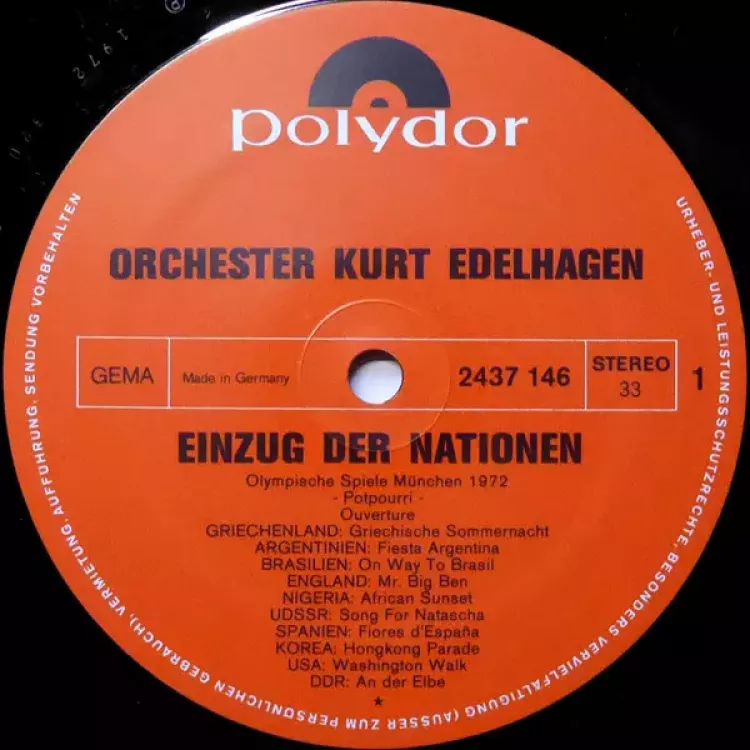 polydor
ORCHESTER KURT EDELHAGEN
GEMA
Made in Germany
2437 146
STEREO
33
1
EINZUG DER NATIONEN
Olympische Spiele München 1972
- Potpourri -
Ouverture
GRIECHENLAND: Griechische Sommernacht
ARGENTINIEN: Fiesta Argentina
BRASILIEN: On Way To Brasil
ENGLAND: Mr. Big Ben
NIGERIA: African Sunset
UDSSR: Song For Natascha
SPANIEN: Fiores d'España
KOREA: Hongkong Parade
USA: Washington Walk
DDR: An der Elbe
*
URHEBER- UND LEISTUNGSSCHUTZRECHTE, BESONDERS VERVIELFÄLTIGUNG (AUSSER ZUM PERSÖNLICHEN GEBRAUCH), VERMIETUNG, AUFFÜHRUNG, SENDUNG VORBEHALTEN
1972